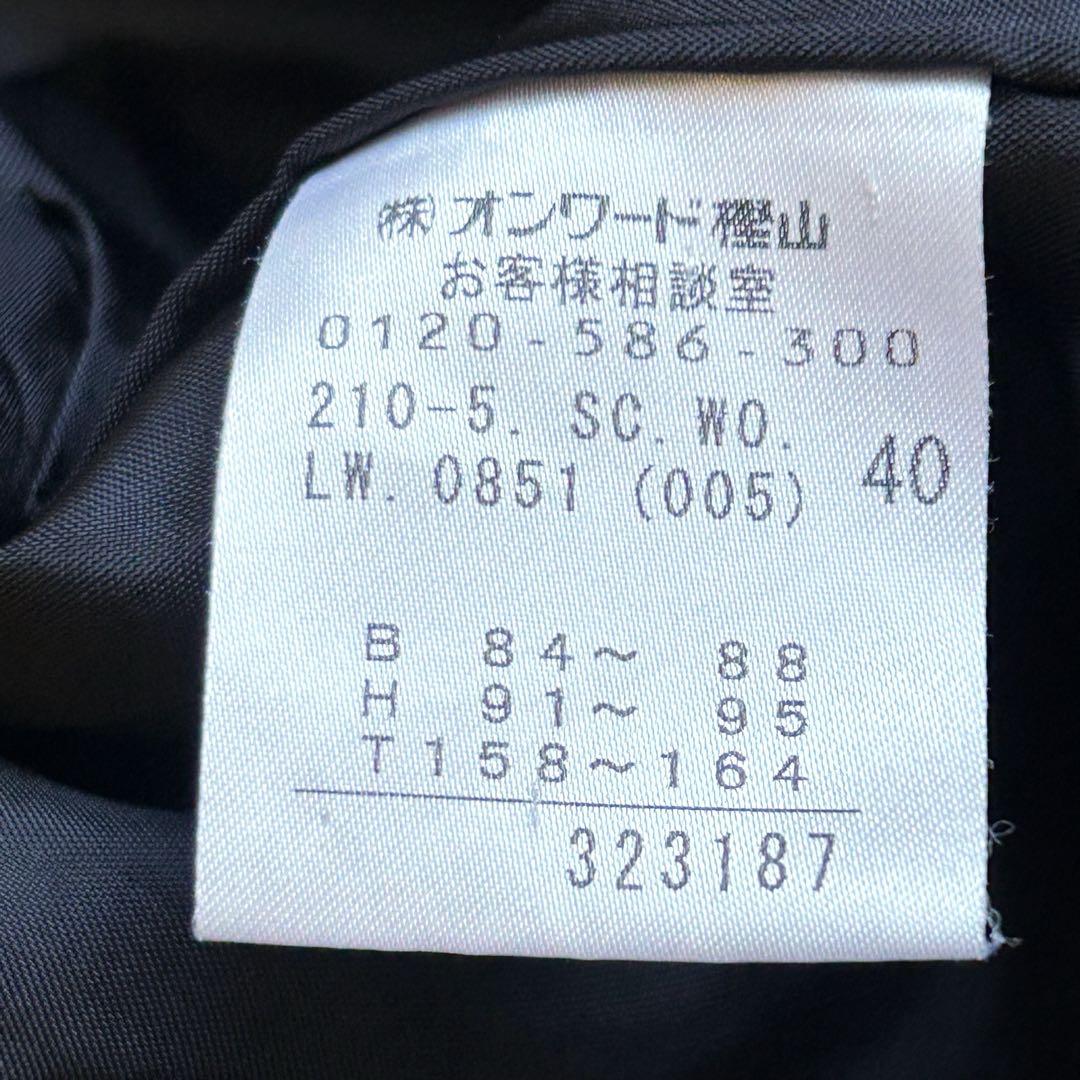 (株)オンワード樫山
お客様相談室
0120-586-300
210-5. SC. WO.
LW. 0851 (005) 40
B 84~ 88
H 91~ 95
T158~164
323187